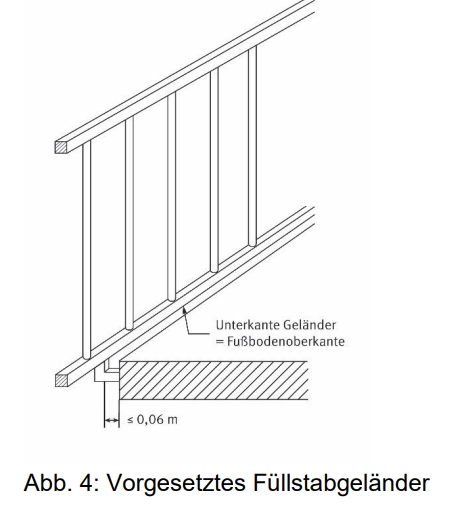 Unterkante Geländer
= Fußbodenoberkante
≤ 0,06 m
Abb. 4: Vorgesetztes Füllstabgeländer